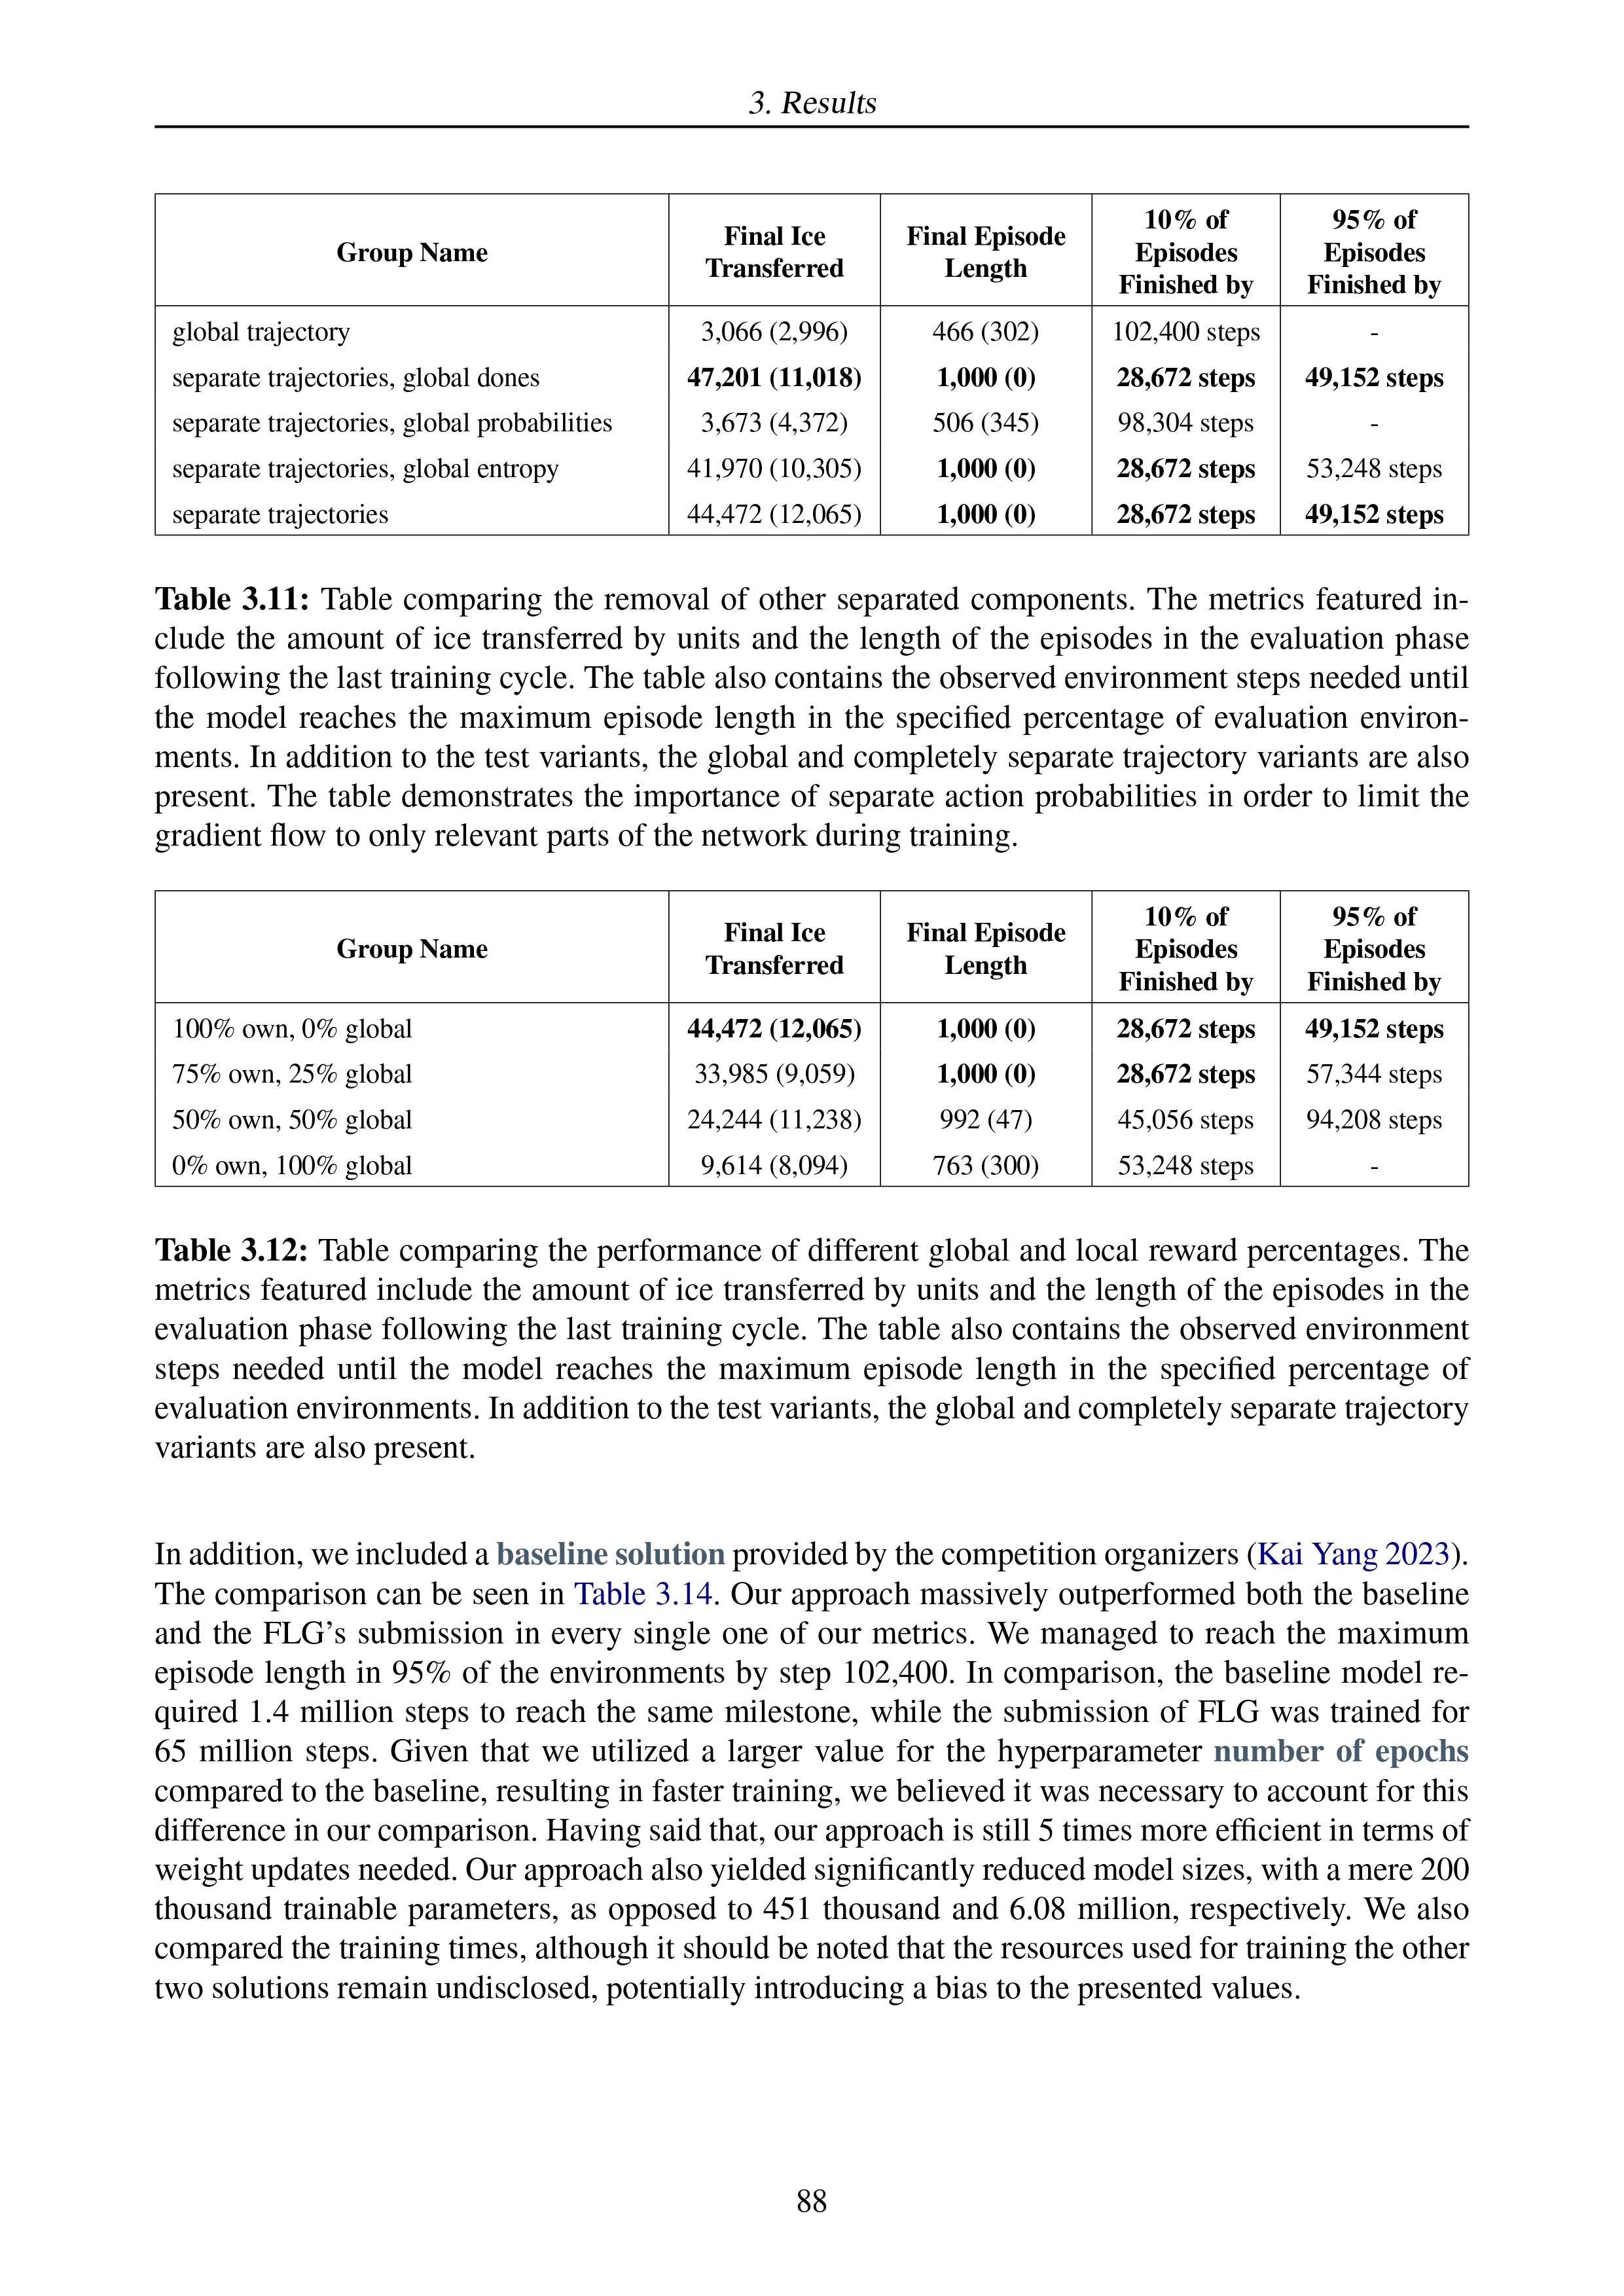 3. Results
Group Name
Final Ice
Transferred
Final Episode
Length
10% of
Episodes
Finished by
95% of
Episodes
Finished by
global trajectory 3,066 (2,996) 466 (302) 102,400 steps -
separate trajectories, global dones 47,201 (11,018) 1,000 (0) 28,672 steps 49,152 steps
separate trajectories, global probabilities 3,673 (4,372) 506 (345) 98,304 steps -
separate trajectories, global entropy 41,970 (10,305) 1,000 (0) 28,672 steps 53,248 steps
separate trajectories 44,472 (12,065) 1,000 (0) 28,672 steps 49,152 steps
Table 3.11: Table comparing the removal of other separated components. The metrics featured in-
clude the amount of ice transferred by units and the length of the episodes in the evaluation phase
following the last training cycle. The table also contains the observed environment steps needed until
the model reaches the maximum episode length in the specified percentage of evaluation environ-
ments. In addition to the test variants, the global and completely separate trajectory variants are also
present. The table demonstrates the importance of separate action probabilities in order to limit the
gradient flow to only relevant parts of the network during training.
Group Name
Final Ice
Transferred
Final Episode
Length
10% of
Episodes
Finished by
95% of
Episodes
Finished by
100% own, 0% global 44,472 (12,065) 1,000 (0) 28,672 steps 49,152 steps
75% own, 25% global 33,985 (9,059) 1,000 (0) 28,672 steps 57,344 steps
50% own, 50% global 24,244 (11,238) 992 (47) 45,056 steps 94,208 steps
0% own, 100% global 9,614 (8,094) 763 (300) 53,248 steps -
Table 3.12: Table comparing the performance of different global and local reward percentages. The
metrics featured include the amount of ice transferred by units and the length of the episodes in the
evaluation phase following the last training cycle. The table also contains the observed environment
steps needed until the model reaches the maximum episode length in the specified percentage of
evaluation environments. In addition to the test variants, the global and completely separate trajectory
variants are also present.
In addition, we included a baseline solution provided by the competition organizers (Kai Yang 2023).
The comparison can be seen in Table 3.14. Our approach massively outperformed both the baseline
and the FLG’s submission in every single one of our metrics. We managed to reach the maximum
episode length in 95% of the environments by step 102,400. In comparison, the baseline model re-
quired 1.4 million steps to reach the same milestone, while the submission of FLG was trained for
65 million steps. Given that we utilized a larger value for the hyperparameter number of epochs
compared to the baseline, resulting in faster training, we believed it was necessary to account for this
difference in our comparison. Having said that, our approach is still 5 times more efficient in terms of
weight updates needed. Our approach also yielded significantly reduced model sizes, with a mere 200
thousand trainable parameters, as opposed to 451 thousand and 6.08 million, respectively. We also
compared the training times, although it should be noted that the resources used for training the other
two solutions remain undisclosed, potentially introducing a bias to the presented values.
88